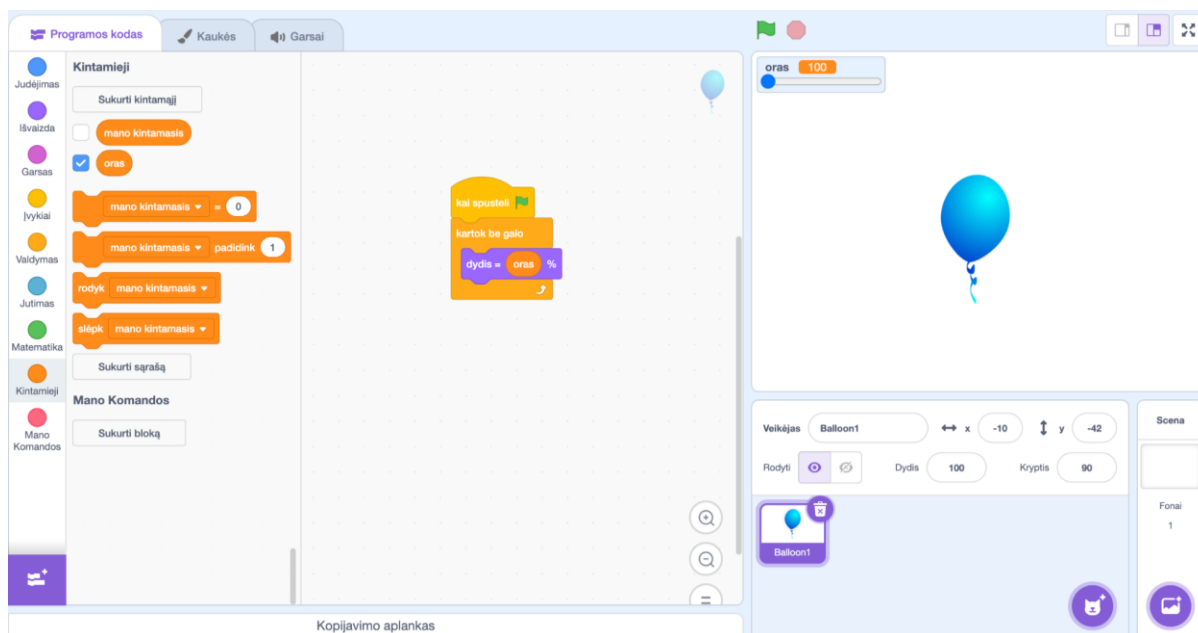 Programos kodas
Kaukės
Garsai
Judėjimas
Išvaizda
Garsas
Įvykiai
Valdymas
Jutimas
Matematika
Kintamieji
Mano
Komandos
Kintamieji
Sukurti kintamąjį
mano kintamasis
oras
mano kintamasis = 0
mano kintamasis padidink 1
rodyk mano kintamasis
slėpk mano kintamasis
Sukurti sąrašą
Mano Komandos
Sukurti bloką
kai spusteli
kartok be galo
dydis = oras %
Kopijavimo aplankas
oras 100
Veikėjas Balloon1 x -10 y -42
Rodyti Dydis 100 Kryptis 90
Balloon1
Scena
Fonai
1